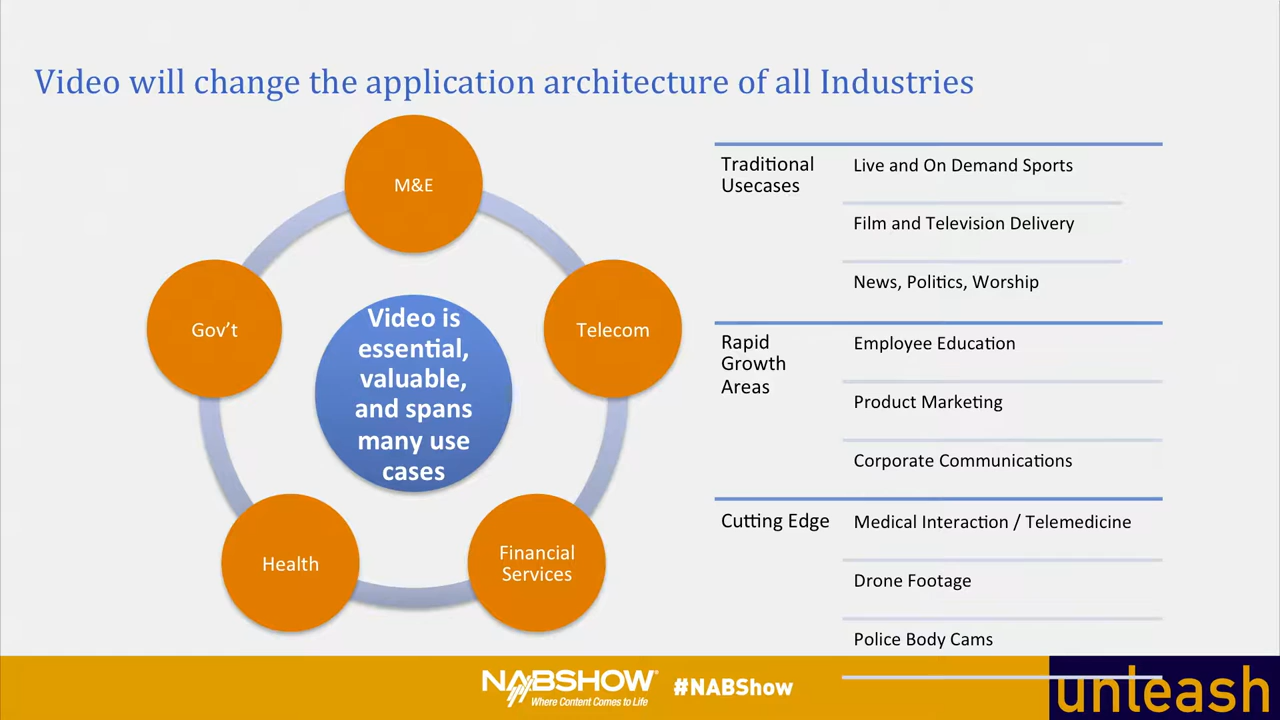 Video will change the application architecture of all Industries
M&E
Gov't
Telecom
Video is
essential,
valuable,
and spans
many use
cases
Health
Financial
Services
Traditional
Usecases
Live and On Demand Sports
Film and Television Delivery
News, Politics, Worship
Rapid
Growth
Areas
Employee Education
Product Marketing
Corporate Communications
Cutting Edge
Medical Interaction / Telemedicine
Drone Footage
Police Body Cams
NABSHOW®
Where Content Comes to Life
#NABShow
unleash